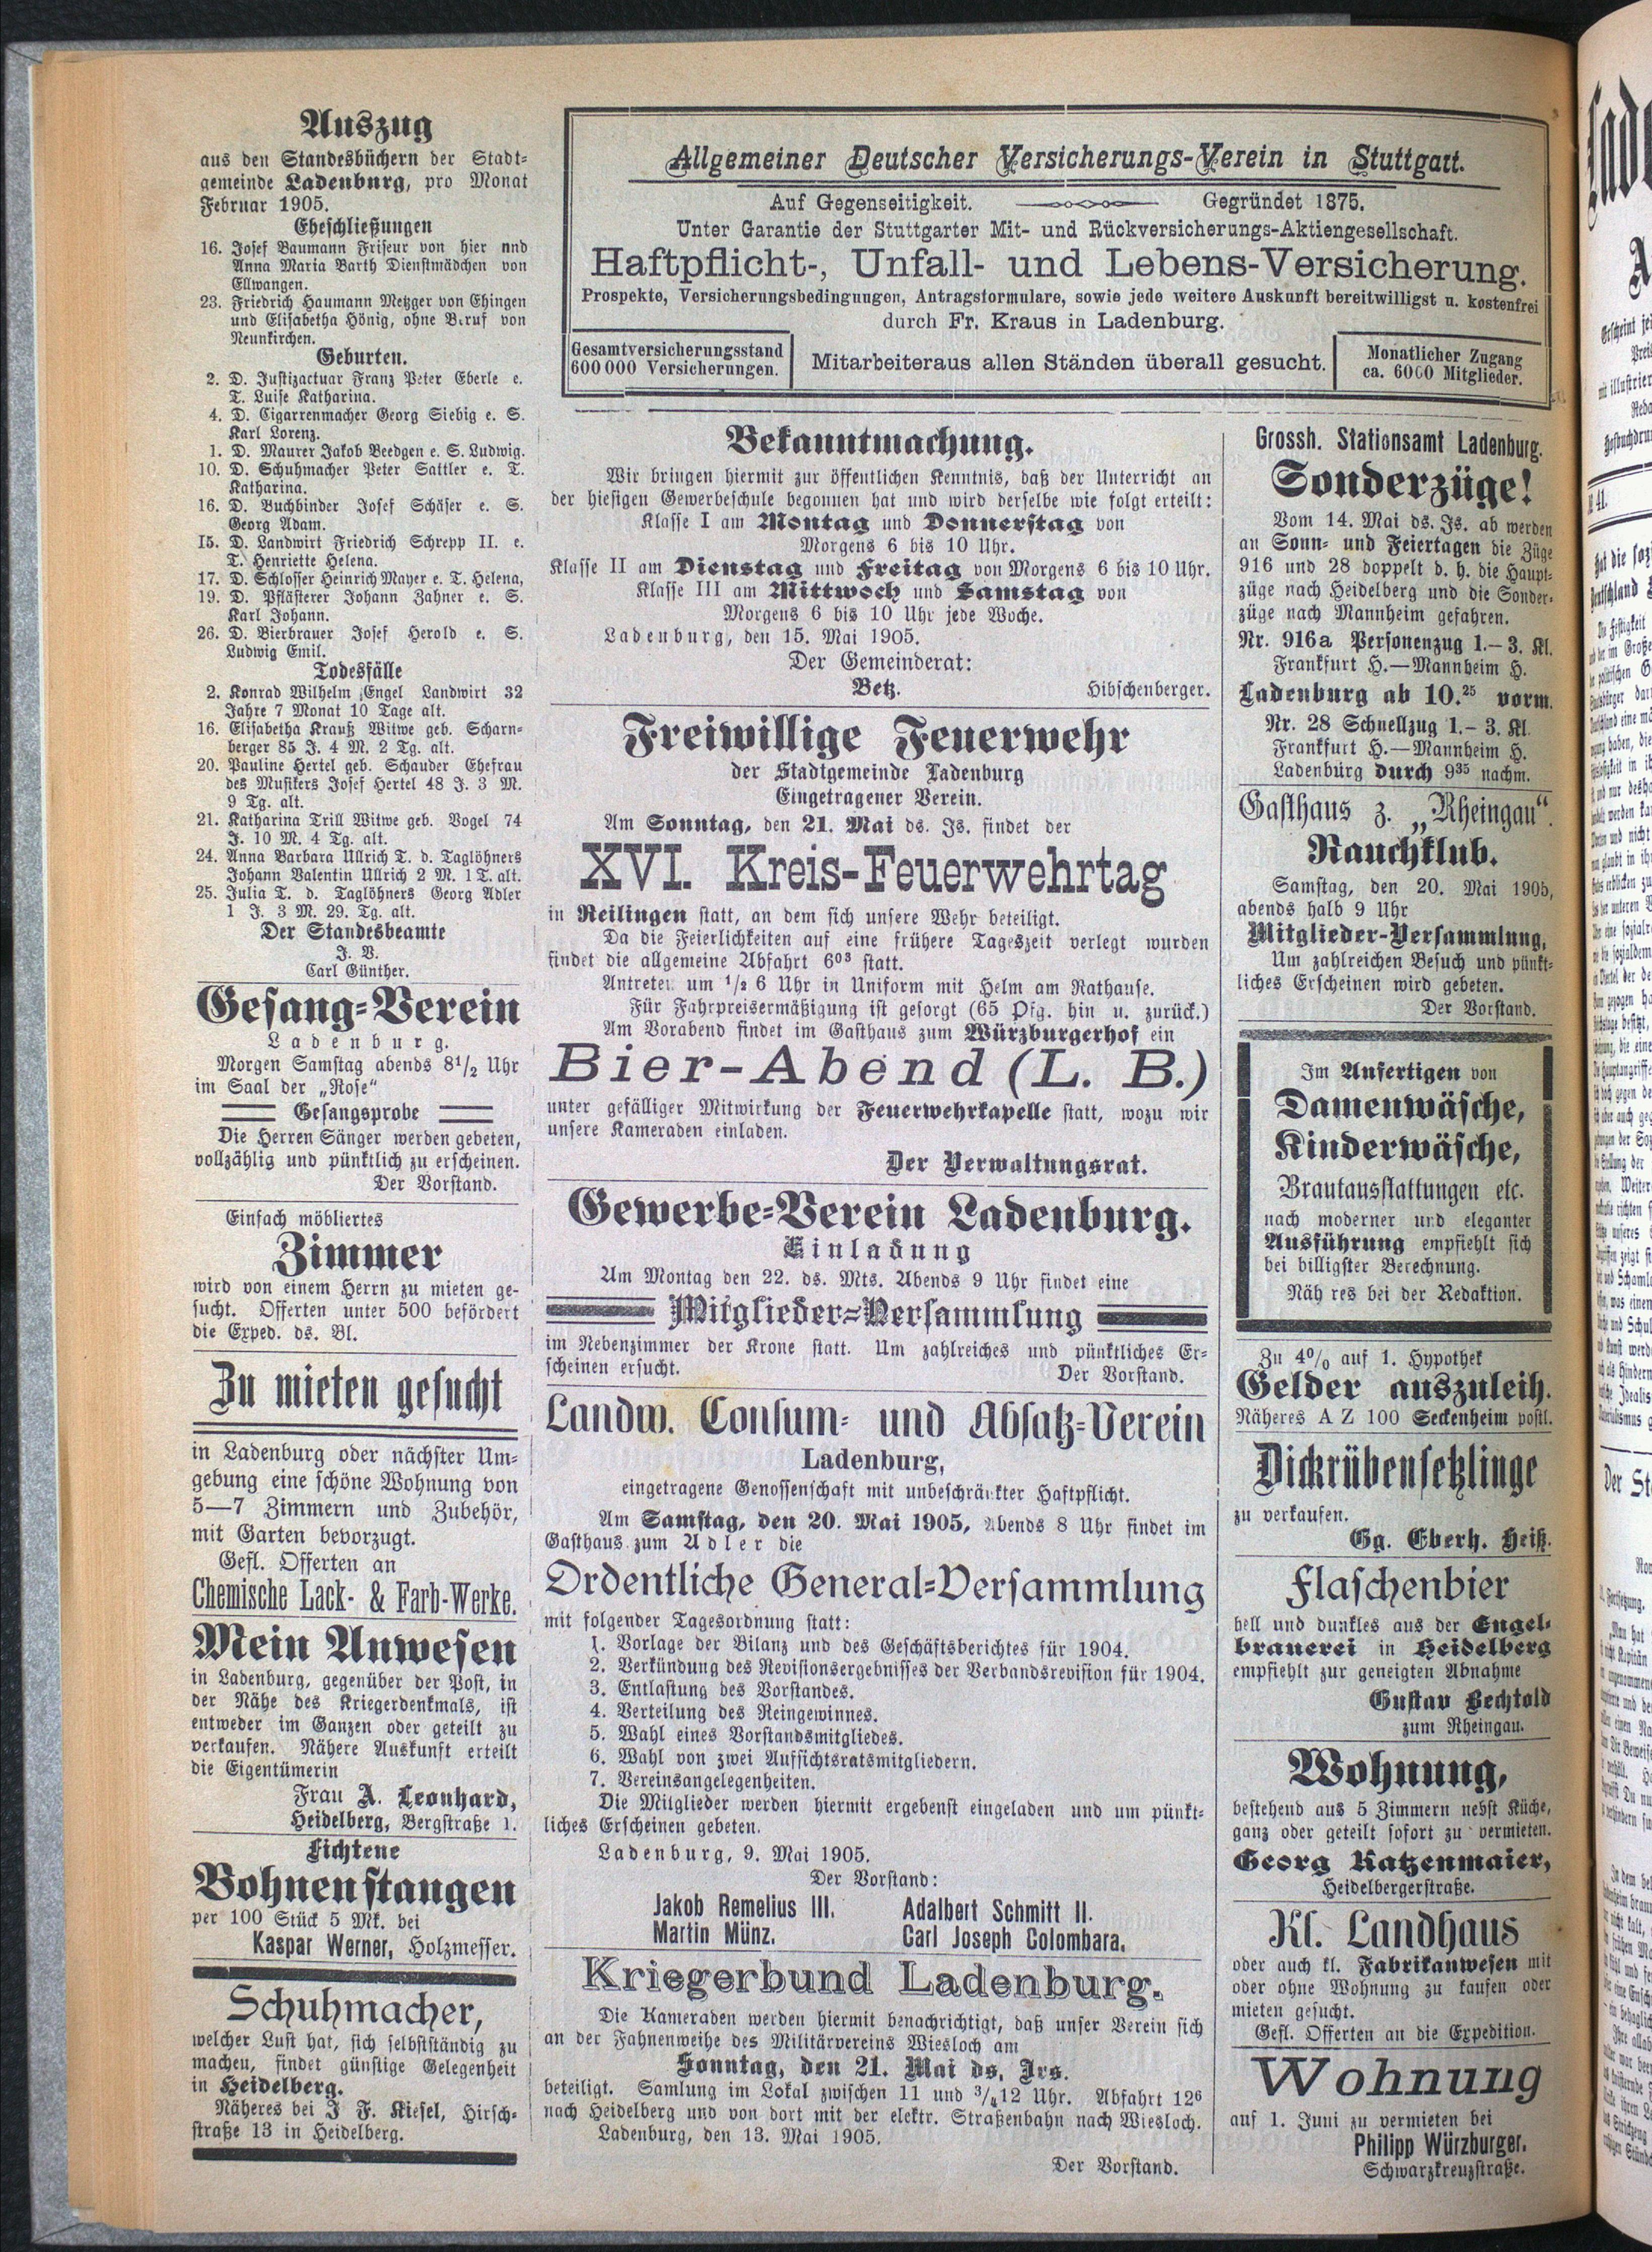 Auszug
aus den Standesbüchern der Stadt-
gemeinde Ladenburg, pro Monat
Februar 1905.
Eheschließungen
16. Josef Baumann Friseur von hier nnd
Anna Maria Barth Dienstmädchen von
Ellwangen.
23. Friedrich Haumann Metzger von Ehingen
und Elisabetha Hönig, ohne Beruf von
Neunkirchen.
Geburten.
2. D. Justizactuar Franz Peter Eberle e.
T. Luise Katharina.
4. D. Cigarrenmacher Georg Siebig e. S.
Karl Lorenz.
1. D. Maurer Jakob Beedgen e. S. Ludwig.
10. D. Schuhmacher Peter Sattler e. T.
Katharina.
16. D. Buchbinder Josef Schäfer e. S.
Georg Adam.
15. D. Landwirt Friedrich Schrepp II. e.
T. Henriette Helena.
17. D. Schlosser Heinrich Mayer e. T. Helena,
19. D. Pflästerer Johann Zahner e. S.
Karl Johann.
26. D. Bierbrauer Josef Herold e. S.
Ludwig Emil.
Todesfälle
2. Konrad Wilhelm Engel Landwirt 32
Jahre 7 Monat 10 Tage alt.
16. Elisabetha Krauß Witwe geb. Scharn-
berger 85 J. 4 M. 2 Tg. alt.
20. Pauline Hertel geb. Schauder Ehefrau
des Musikers Josef Hertel 48 J. 3 M.
9 Tg. alt.
21. Katharina Trill Witwe geb. Vogel 74
J. 10 M. 4 Tg. alt.
24. Anna Barbara Ullrich T. d. Taglöhners
Johann Valentin Ullrich 2 M. 1 T. alt.
25. Julia T. d. Taglöhners Georg Adler
1 J. 3 M. 29. Tg. alt.
Der Standesbeamte
J. V.
Carl Günther.
Gesang-Verein
Ladenburg.
Morgen Samstag abends 8 1/2 Uhr
im Saal der „Rose“
Gesangsprobe
Die Herren Sänger werden gebeten,
vollzählig und pünktlich zu erscheinen.
Der Vorstand.
Einfach möbliertes
Zimmer
wird von einem Herrn zu mieten ge-
sucht. Offerten unter 500 befördert
die Exped. ds. Bl.
Zu mieten gesucht
in Ladenburg oder nächster Um-
gebung eine schöne Wohnung von
5—7 Zimmern und Zubehör,
mit Garten bevorzugt.
Gefl. Offerten an
Chemische Lack- & Farb-Werke.
Mein Anwesen
in Ladenburg, gegenüber der Post, in
der Nähe des Kriegerdenkmals, ist
entweder im Ganzen oder geteilt zu
verkaufen. Nähere Auskunft erteilt
die Eigentümerin
Frau A. Leonhard,
Heidelberg, Bergstraße 1.
Fichtene
Bohnenstangen
per 100 Stück 5 Mk. bei
Kaspar Werner, Holzmesser.
Schuhmacher,
welcher Lust hat, sich selbstständig zu
machen, findet günstige Gelegenheit
in Heidelberg.
Näheres bei J F. Kiesel, Hirsch-
straße 13 in Heidelberg.
Allgemeiner Deutscher Versicherungs-Verein in Stuttgart.
Auf Gegenseitigkeit. Gegründet 1875.
Unter Garantie der Stuttgarter Mit- und Rückversicherungs-Aktiengesellschaft.
Haftpflicht-, Unfall- und Lebens-Versicherung.
Prospekte, Versicherungsbedingungen, Antragsformulare, sowie jede weitere Auskunft bereitwilligst u. kostenfrei
durch Fr. Kraus in Ladenburg.
Gesamtversicherungsstand
600 000 Versicherungen.
Mitarbeiteraus allen Ständen überall gesucht.
Monatlicher Zugang
ca. 6000 Mitglieder.
Bekanntmachung.
Wir bringen hiermit zur öffentlichen Kenntnis, daß der Unterricht an
der hiesigen Gewerbeschule begonnen hat und wird derselbe wie folgt erteilt:
Klasse I am Montag und Donnerstag von
Morgens 6 bis 10 Uhr.
Klasse II am Dienstag und Freitag von Morgens 6 bis 10 Uhr.
Klasse III am Mittwoch und Samstag von
Morgens 6 bis 10 Uhr jede Woche.
Ladenburg, den 15. Mai 1905.
Der Gemeinderat:
Betz. Hibschenberger.
Freiwillige Feuerwehr
der Stadtgemeinde Ladenburg
Eingetragener Verein.
Am Sonntag, den 21. Mai ds. Js. findet der
XVI. Kreis-Feuerwehrtag
in Reilingen statt, an dem sich unsere Wehr beteiligt.
Da die Feierlichkeiten auf eine frühere Tageszeit verlegt wurden
findet die allgemeine Abfahrt 6⁰³ statt.
Antreten um 1/2 6 Uhr in Uniform mit Helm am Rathause.
Für Fahrpreisermäßigung ist gesorgt (65 Pfg. hin u. zurück.)
Am Vorabend findet im Gasthaus zum Würzburgerhof ein
Bier-Abend (L. B.)
unter gefälliger Mitwirkung der Feuerwehrkapelle statt, wozu wir
unsere Kameraden einladen.
Der Verwaltungsrat.
Gewerbe-Verein Ladenburg.
Einladung
Am Montag den 22. ds. Mts. Abends 9 Uhr findet eine
Mitglieder-Versammlung
im Nebenzimmer der Krone statt. Um zahlreiches und pünktliches Er-
scheinen ersucht. Der Vorstand.
Landw. Consum- und Absatz-Verein
Ladenburg,
eingetragene Genossenschaft mit unbeschränkter Haftpflicht.
Am Samstag, den 20. Mai 1905, Abends 8 Uhr findet im
Gasthaus zum Adler die
Ordentliche General-Versammlung
mit folgender Tagesordnung statt:
1. Vorlage der Bilanz und des Geschäftsberichtes für 1904.
2. Verkündung des Revisionsergebnisses der Verbandsrevision für 1904.
3. Entlastung des Vorstandes.
4. Verteilung des Reingewinnes.
5. Wahl eines Vorstandsmitgliedes.
6. Wahl von zwei Aufsichtsratsmitgliedern.
7. Vereinsangelegenheiten.
Die Mitglieder werden hiermit ergebenst eingeladen und um pünkt-
liches Erscheinen gebeten.
Ladenburg, 9. Mai 1905.
Der Vorstand:
Jakob Remelius III. Adalbert Schmitt II.
Martin Münz. Carl Joseph Colombara.
Kriegerbund Ladenburg.
Die Kameraden werden hiermit benachrichtigt, daß unser Verein sich
an der Fahnenweihe des Militärvereins Wiesloch am
Sonntag, den 21. Mai ds. Jrs.
beteiligt. Samlung im Lokal zwischen 11 und 3/4 12 Uhr. Abfahrt 12⁶
nach Heidelberg und von dort mit der elektr. Straßenbahn nach Wiesloch.
Ladenburg, den 13. Mai 1905.
Der Vorstand.
Grossh. Stationsamt Ladenburg.
Sonderzüge!
Vom 14. Mai ds. Js. ab werden
an Sonn- und Feiertagen die Züge
916 und 28 doppelt d. h. die Haupt-
züge nach Heidelberg und die Sonder-
züge nach Mannheim gefahren.
Nr. 916a Personenzug 1.– 3. Kl.
Frankfurt H.—Mannheim H.
Ladenburg ab 10.²⁵ vorm.
Nr. 28 Schnellzug 1.– 3. Kl.
Frankfurt H.—Mannheim H.
Ladenburg durch 9³⁵ nachm.
Gasthaus z. „Rheingau“.
Rauchklub.
Samstag, den 20. Mai 1905,
abends halb 9 Uhr
Mitglieder-Versammlung,
Um zahlreichen Besuch und pünkt-
liches Erscheinen wird gebeten.
Der Vorstand.
Im Anfertigen von
Damenwäsche,
Kinderwäsche,
Brautausstattungen etc.
nach moderner und eleganter
Ausführung empfiehlt sich
bei billigster Berechnung.
Näh res bei der Redaktion.
Zu 4% auf 1. Hypothek
Gelder auszuleih.
Näheres A Z 100 Seckenheim postl.
Dickrübensetzlinge
zu verkaufen.
Gg. Eberh. Heiß.
Flaschenbier
hell und dunkles aus der Engel-
brauerei in Heidelberg
empfiehlt zur geneigten Abnahme
Gustav Bechtold
zum Rheingau.
Wohnung,
bestehend aus 5 Zimmern nebst Küche,
ganz oder geteilt sofort zu vermieten.
Georg Katzenmaier,
Heidelbergerstraße.
Kl. Landhaus
oder auch kl. Fabrikanwesen mit
oder ohne Wohnung zu kaufen oder
mieten gesucht.
Gefl. Offerten an die Expedition.
Wohnung
auf 1. Juni zu vermieten bei
Philipp Würzburger,
Schwarzkreuzstraße.